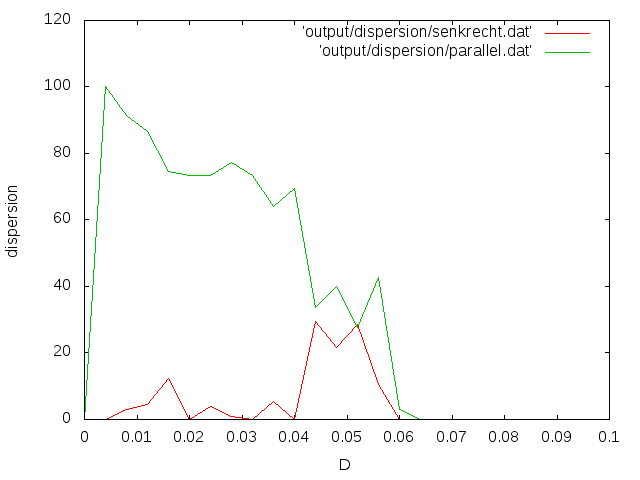 120
100
80
60
40
20
0
dispersion
'output/dispersion/senkrecht.dat'
'output/dispersion/parallel.dat'
0 0.01 0.02 0.03 0.04 0.05 0.06 0.07 0.08 0.09 0.1
D